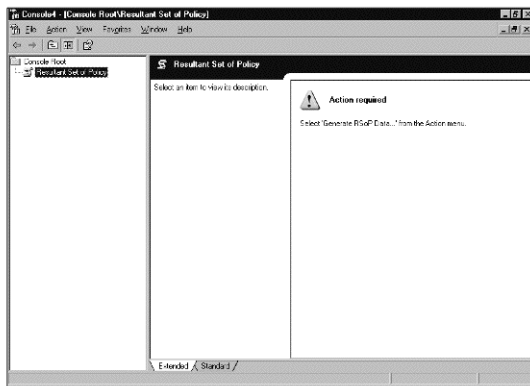 Console4 - [Console Root\Resultant Set of Policy]
File Action View Favorites Window Help
Console Root
Resultant Set of Policy
Resultant Set of Policy
Select an item to view its description.
Action required
Select 'Generate RSoP Data...' from the Action menu.
Extended
Standard